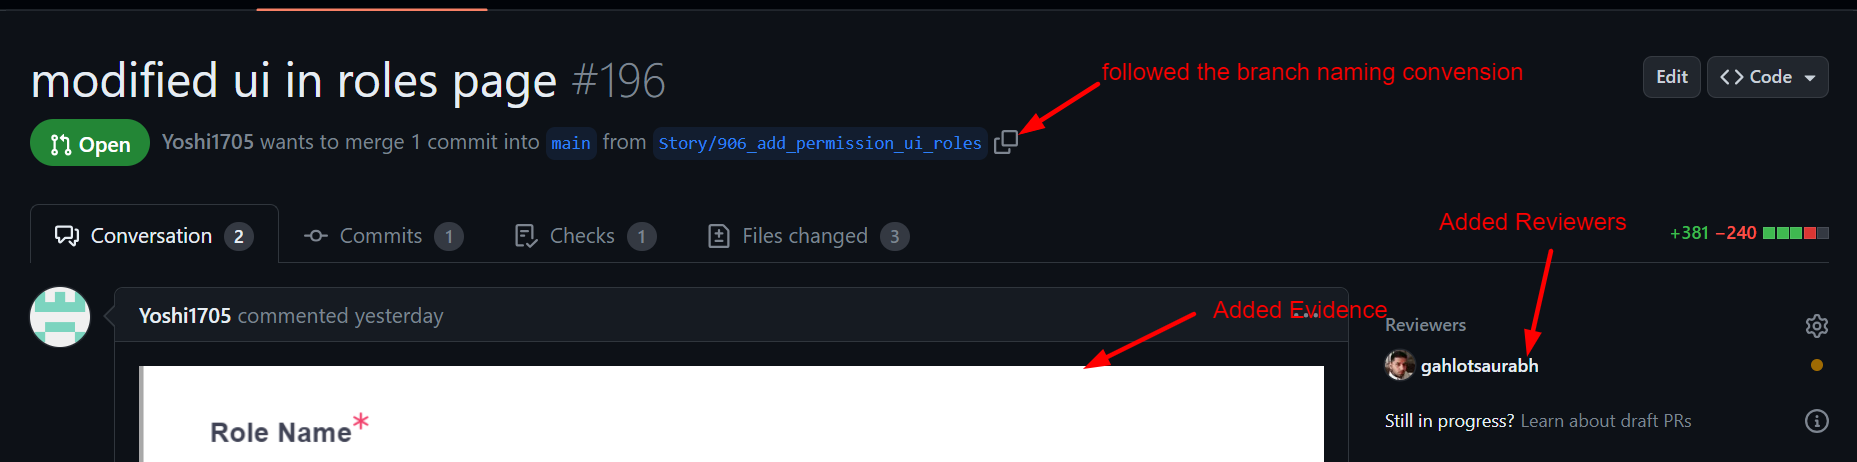 followed the branch naming convension
modified ui in roles page #196
Edit
Code
Open
Yoshi1705 wants to merge 1 commit into main from Story/906_add_permission_ui_roles
Conversation 2
Commits 1
Checks 1
Files changed 3
Added Reviewers
+381 −240
Yoshi1705 commented yesterday
Added Evidence
Reviewers
gahlotsaurabh
Still in progress? Learn about draft PRs
Role Name*